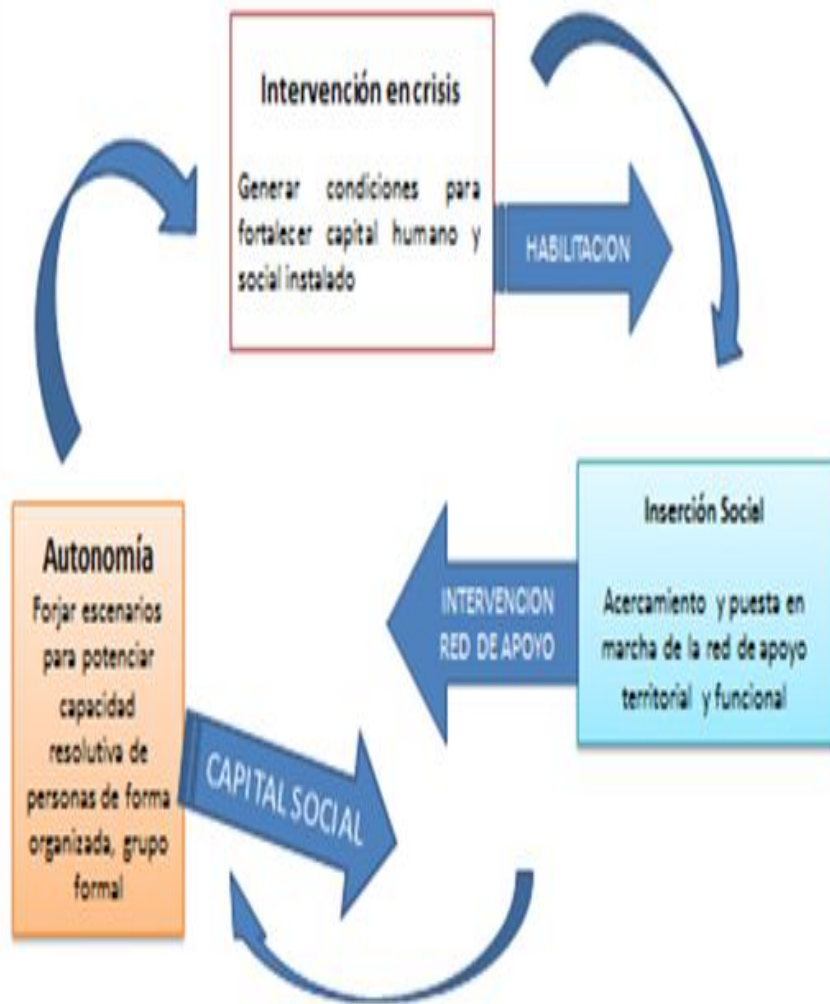 Intervención en crisis
Generar condiciones para
fortalecer capital humano y
social instalado
HABILITACION
Inserción Social
Acercamiento y puesta en
marcha de la red de apoyo
territorial y funcional
INTERVENCION
RED DE APOYO
Autonomía
Forjar escenarios
para potenciar
capacidad
resolutiva de
personas de forma
organizada, grupo
formal
CAPITAL SOCIAL